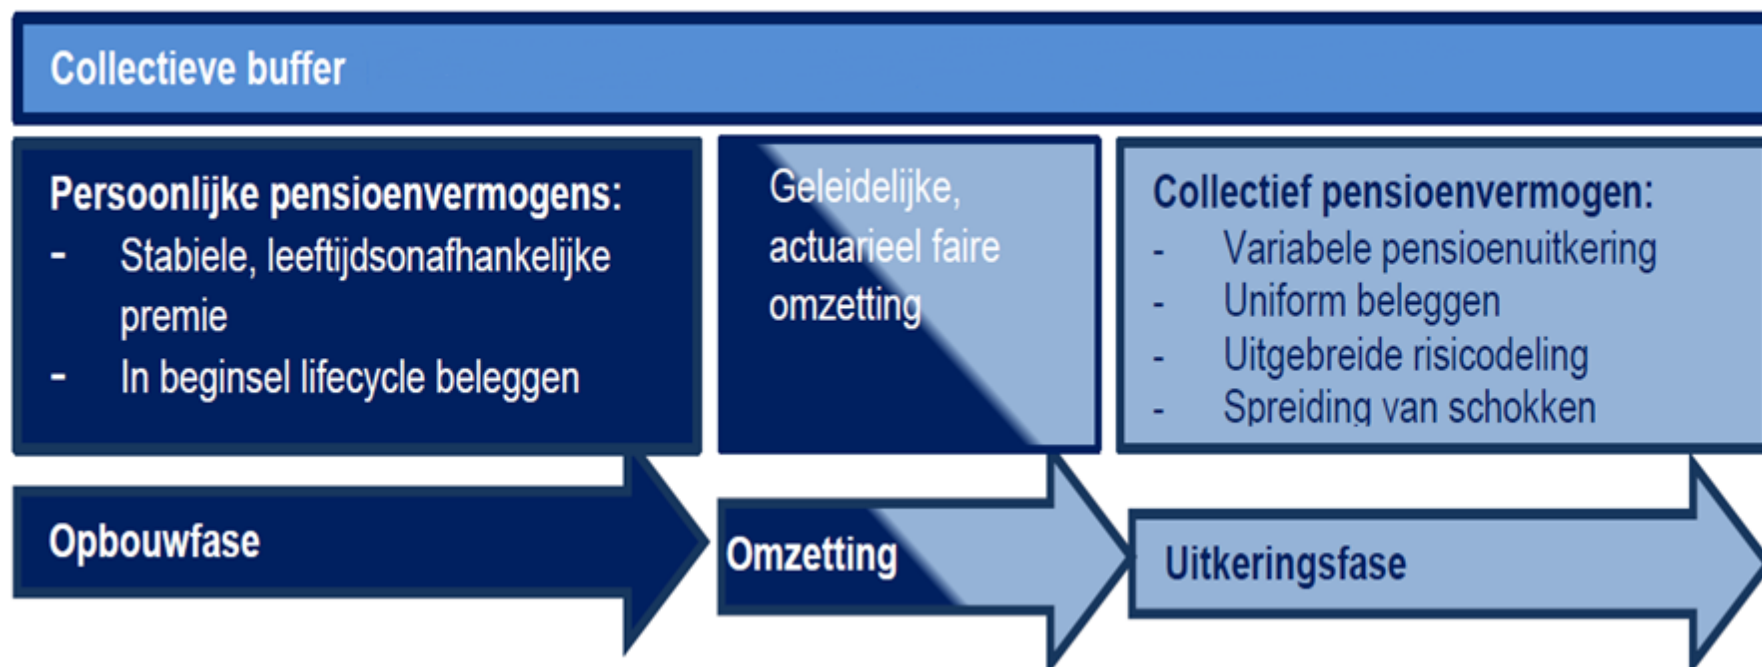 Collectieve buffer
Persoonlijke pensioenvermogens:
- Stabiele, leeftijdsonafhankelijke
premie
- In beginsel lifecycle beleggen
Geleidelijke,
actuarieel faire
omzetting
Collectief pensioenvermogen:
- Variabele pensioenuitkering
- Uniform beleggen
- Uitgebreide risicodeling
- Spreiding van schokken
Opbouwfase
Omzetting
Uitkeringsfase